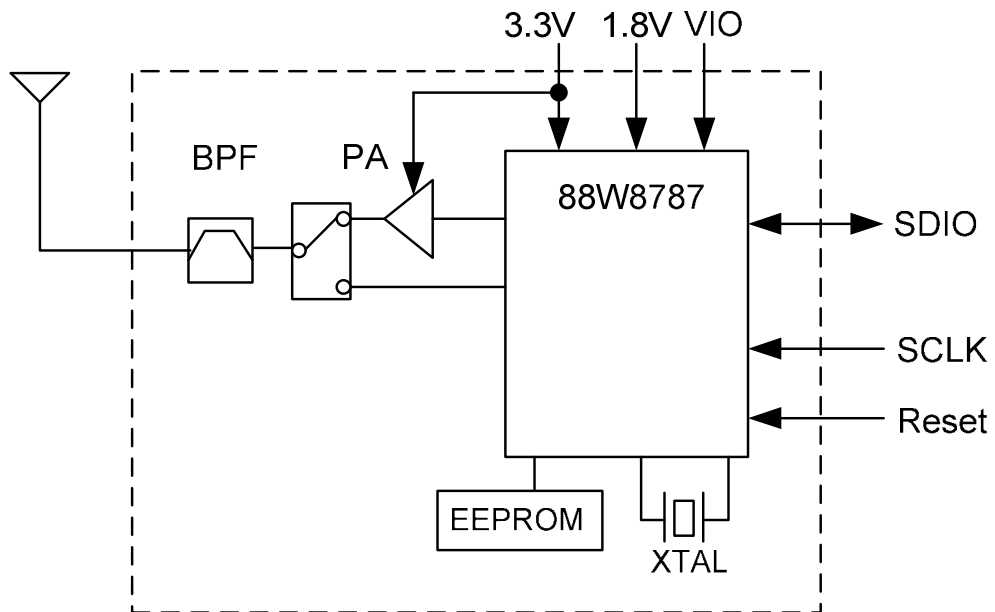 3.3V 1.8V VIO
BPF PA
88W8787
SDIO
SCLK
Reset
EEPROM
XTAL